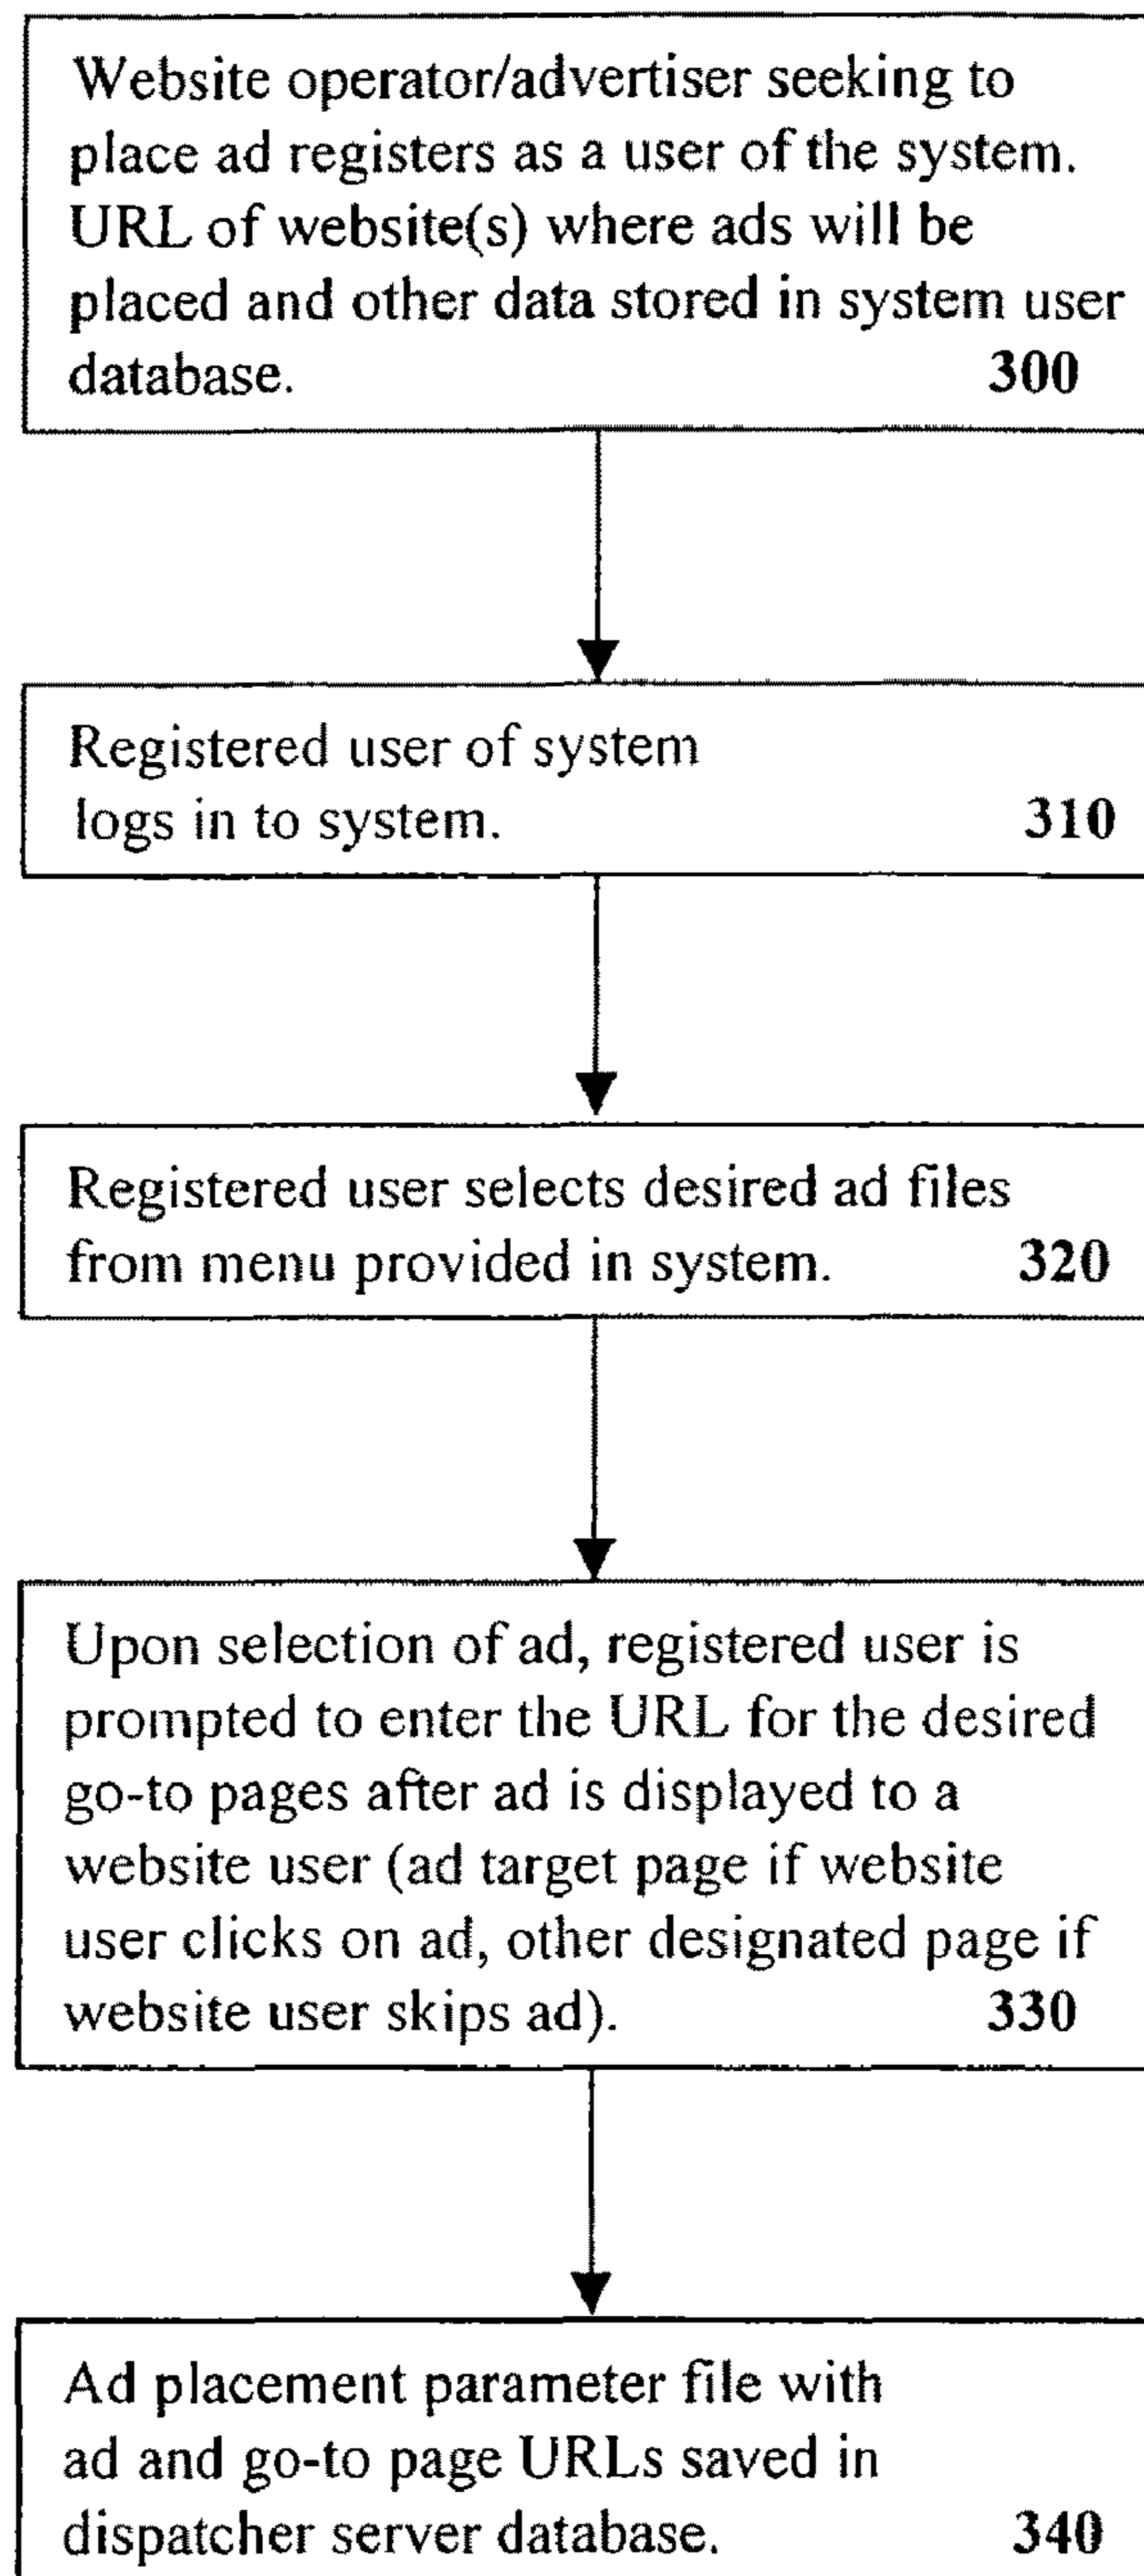 Website operator/advertiser seeking to
place ad registers as a user of the system.
URL of website(s) where ads will be
placed and other data stored in system user
database. 300
Registered user of system
logs in to system. 310
Registered user selects desired ad files
from menu provided in system. 320
Upon selection of ad, registered user is
prompted to enter the URL for the desired
go-to pages after ad is displayed to a
website user (ad target page if website
user clicks on ad, other designated page if
website user skips ad). 330
Ad placement parameter file with
ad and go-to page URLs saved in
dispatcher server database. 340